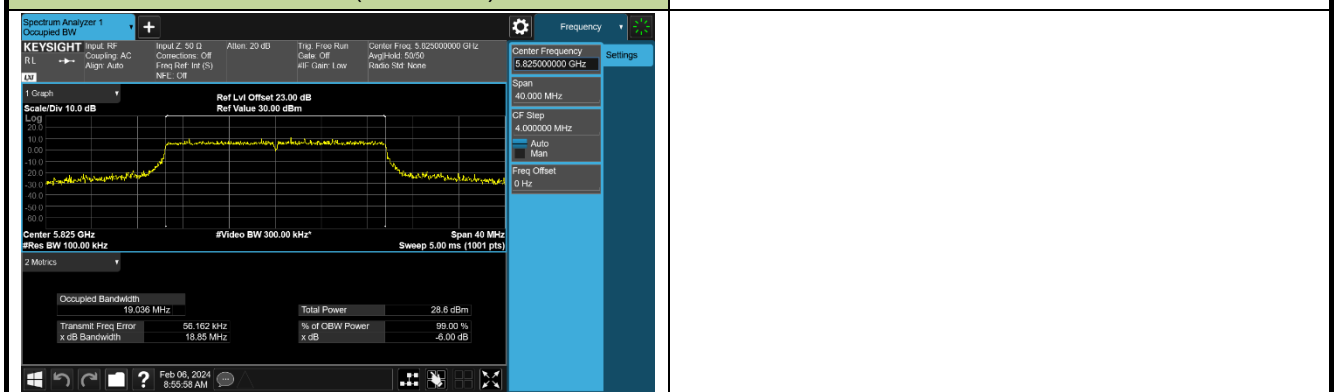 Spectrum Analyzer 1
Occupied BW
Frequency
KEYSIGHT
RL
LXI
Input: RF
Coupling: AC
Align: Auto
Input Z: 50 Ω
Corrections: Off
Freq Ref: Int (S)
NFE: Off
Atten: 20 dB
Trig: Free Run
Gate: Off
#IF Gain: Low
Center Freq: 5.825000000 GHz
Avg|Hold: 50/50
Radio Std: None
Center Frequency
5.825000000 GHz
Settings
Span
40.000 MHz
CF Step
4.000000 MHz
Auto
Man
Freq Offset
0 Hz
1 Graph
Scale/Div 10.0 dB
Ref Lvl Offset 23.00 dB
Ref Value 30.00 dBm
Log
20.0
10.0
0.00
-10.0
-20.0
-30.0
-40.0
-50.0
-60.0
Center 5.825 GHz
#Video BW 300.00 kHz*
Span 40 MHz
#Res BW 100.00 kHz
Sweep 5.00 ms (1001 pts)
2 Metrics
Occupied Bandwidth
19.036 MHz
Total Power 28.6 dBm
Transmit Freq Error 56.162 kHz
% of OBW Power 99.00 %
x dB Bandwidth 18.85 MHz
x dB -6.00 dB
?
Feb 06, 2024
8:55:58 AM